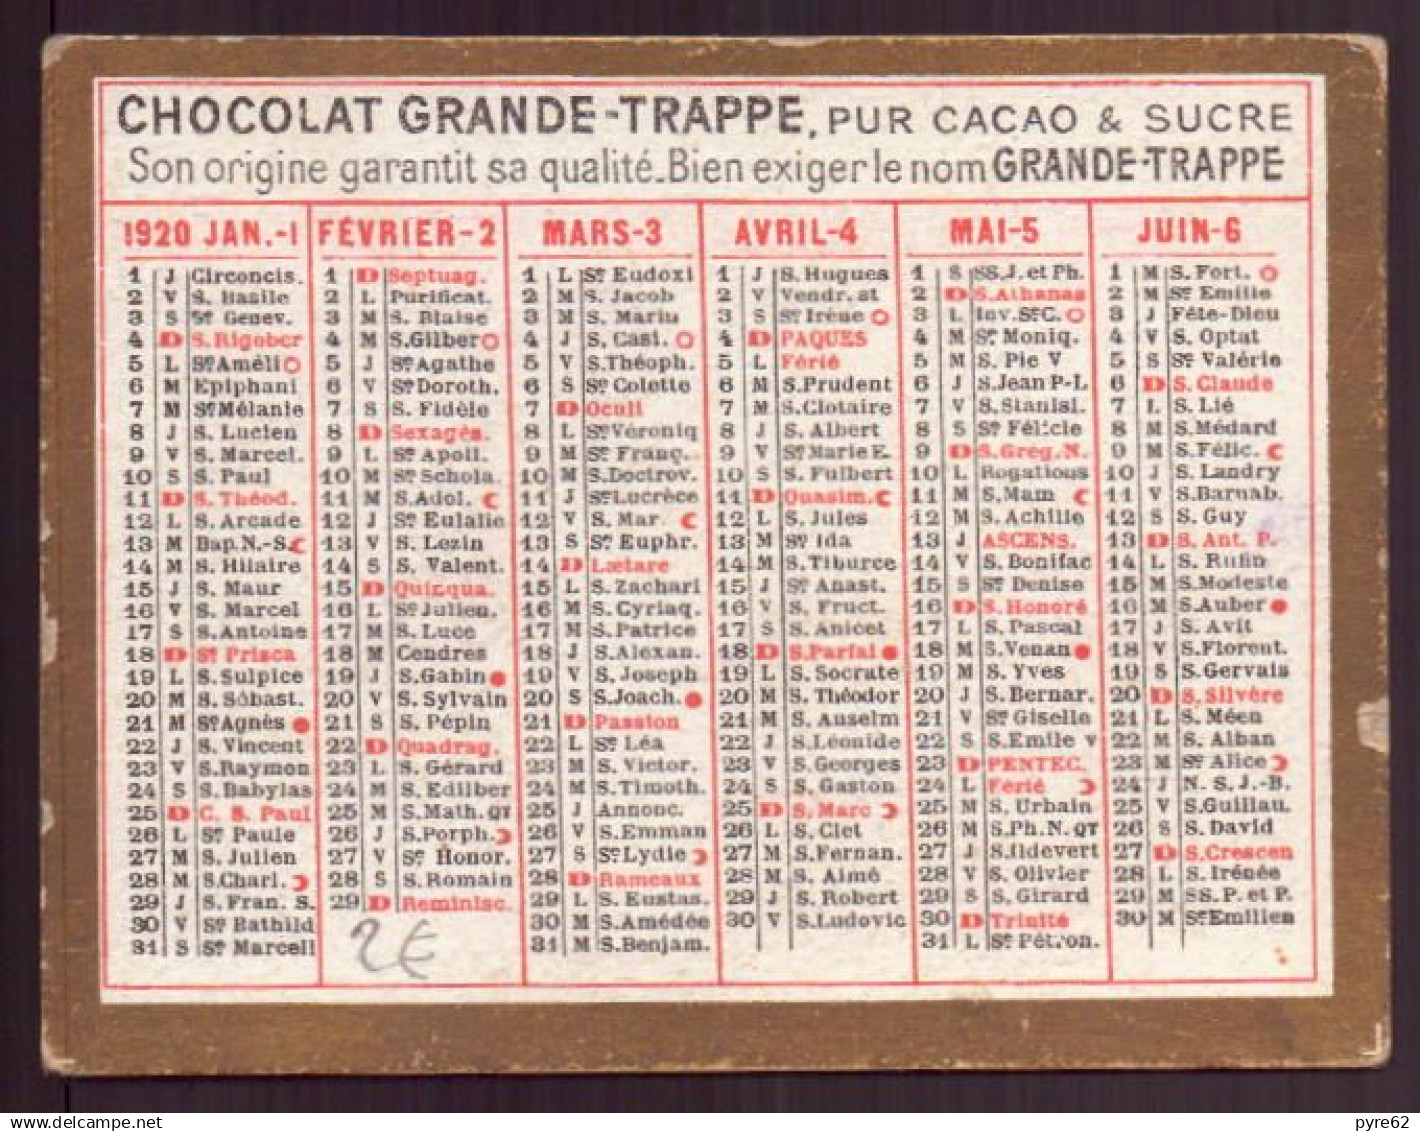 CHOCOLAT GRANDE-TRAPPE, PUR CACAO & SUCRE
Son origine garantit sa qualité. Bien exiger le nom GRANDE-TRAPPE
1920 JAN.-1
1 J Circoncis.
2 V S. Basile
3 S Sᵗᵉ Genev.
4 D S. Rigober
5 L Sᵗᵉ Améli
6 M Epiphani
7 M Sᵗᵉ Mélanie
8 J S. Lucien
9 V S. Marcel.
10 S S. Paul
11 D S. Théod.
12 L S. Arcade
13 M Bap. N.-S.
14 M S. Hilaire
15 J S. Maur
16 V S. Marcel
17 S S. Antoine
18 D Sᵗᵉ Prisca
19 L S. Sulpice
20 M S. Sébast.
21 M Sᵗᵉ Agnès
22 J S. Vincent
23 V S. Raymon
24 S S. Babylas
25 D C. S. Paul
26 L Sᵗᵉ Paule
27 M S. Julien
28 M S. Charl.
29 J S. Fran. S.
30 V Sᵗᵉ Bathild
31 S Sᵗᵉ Marcell
FÉVRIER-2
1 D Septuag.
2 L Purificat.
3 M S. Blaise
4 M S. Gilber
5 J Sᵗᵉ Agathe
6 V Sᵗᵉ Doroth.
7 S S. Fidèle
8 D Sexagés.
9 L Sᵗᵉ Apoll.
10 M Sᵗᵉ Schola.
11 M S. Adol.
12 J Sᵗᵉ Eulalie
13 V S. Lezin
14 S S. Valent.
15 D Quinqua.
16 L Sᵗᵉ Julien.
17 M S. Luce
18 M Cendres
19 J S. Gabin
20 V S. Sylvain
21 S S. Pépin
22 D Quadrag.
23 L S. Gérard
24 M S. Edilber
25 M S. Math. QT
26 J S. Porph.
27 V Sᵗᵉ Honor.
28 S S. Romain
29 D Reminisc.
2€
MARS-3
1 L Sᵗᵉ Eudoxi
2 M S. Jacob
3 M S. Marin
4 J S. Casi.
5 V S. Théoph.
6 S Sᵗᵉ Colette
7 D Oculi
8 L Sᵗᵉ Véroniq
9 M Sᵗᵉ Franç.
10 M S. Doctrov.
11 J Sᵗᵉ Lucrèce
12 V S. Mar.
13 S Sᵗᵉ Euphr.
14 D Lætare
15 L S. Zachari
16 M S. Cyriaq.
17 M S. Patrice
18 J S. Alexan.
19 V S. Joseph
20 S S. Joach.
21 D Passion
22 L Sᵗᵉ Léa
23 M S. Victor.
24 M S. Timoth.
25 J Annonc.
26 V S. Emman
27 S Sᵗᵉ Lydie
28 D Rameaux
29 L S. Eustas.
30 M S. Amédée
31 M S. Benjam.
AVRIL-4
1 J S. Hugues
2 V Vendr. st
3 S Sᵗᵉ Irène
4 D PAQUES
5 L Férié
6 M S. Prudent
7 M S. Clotaire
8 J S. Albert
9 V Sᵗᵉ Marie E.
10 S S. Fulbert
11 D Quasim.
12 L S. Jules
13 M Sᵗᵉ Ida
14 M S. Tiburce
15 J Sᵗᵉ Anast.
16 V S. Fruct.
17 S S. Anicet
18 D S. Parfai
19 L S. Socrate
20 M S. Théodor
21 M S. Anselm
22 J S. Léonide
23 V S. Georges
24 S S. Gaston
25 D S. Marc
26 L S. Clet
27 M S. Fernan.
28 M S. Aimé
29 J S. Robert
30 V S. Ludovic
MAI-5
1 S SS. J. et Ph.
2 D S. Athanas
3 L Inv. Sᵗᵉ C.
4 M Sᵗᵉ Moniq.
5 M S. Pie V
6 J S. Jean P-L
7 V S. Stanisl.
8 S Sᵗᵉ Félicie
9 D S. Greg. N.
10 L Rogations
11 M S. Mam
12 M S. Achille
13 J ASCENS.
14 V S. Bonifac
15 S Sᵗᵉ Denise
16 D S. Honoré
17 L S. Pascal
18 M S. Venan
19 M S. Yves
20 J S. Bernar.
21 V Sᵗᵉ Giselle
22 S S. Emile V
23 D PENTEC.
24 L Férié
25 M S. Urbain
26 M S. Ph. N. QT
27 J S. Ildevert
28 V S. Olivier
29 S S. Girard
30 D Trinité
31 L Sᵗᵉ Pétron.
JUIN-6
1 M S. Fort.
2 M Sᵗᵉ Emilie
3 J Fête-Dieu
4 V S. Optat
5 S Sᵗᵉ Valérie
6 D S. Claude
7 L S. Lié
8 M S. Médard
9 M S. Félic.
10 J S. Landry
11 V S. Barnab.
12 S S. Guy
13 D S. Ant. P.
14 L S. Rufin
15 M S. Modeste
16 M S. Auber
17 J S. Avit
18 V S. Florent.
19 S S. Gervais
20 D S. Silvère
21 L S. Méen
22 M S. Alban
23 M Sᵗᵉ Alice
24 J N. S. J.-B.
25 V S. Guillau.
26 S S. David
27 D S. Crescen
28 L S. Irénée
29 M SS. P. et P.
30 M Sᵗᵉ Emilien
pyre62